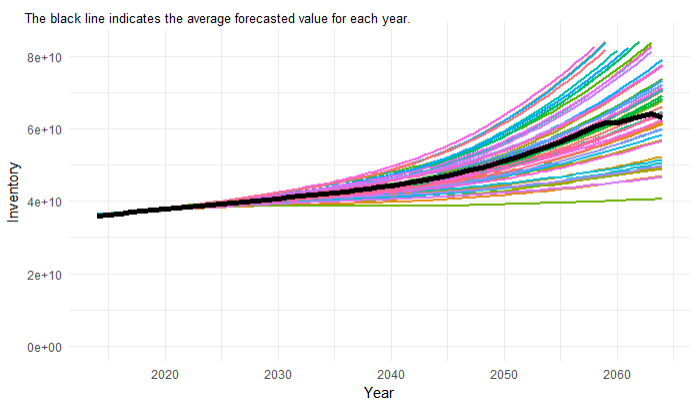 The black line indicates the average forecasted value for each year.
8e+10
6e+10
4e+10
2e+10
0e+00
Inventory
2020 2030 2040 2050 2060
Year